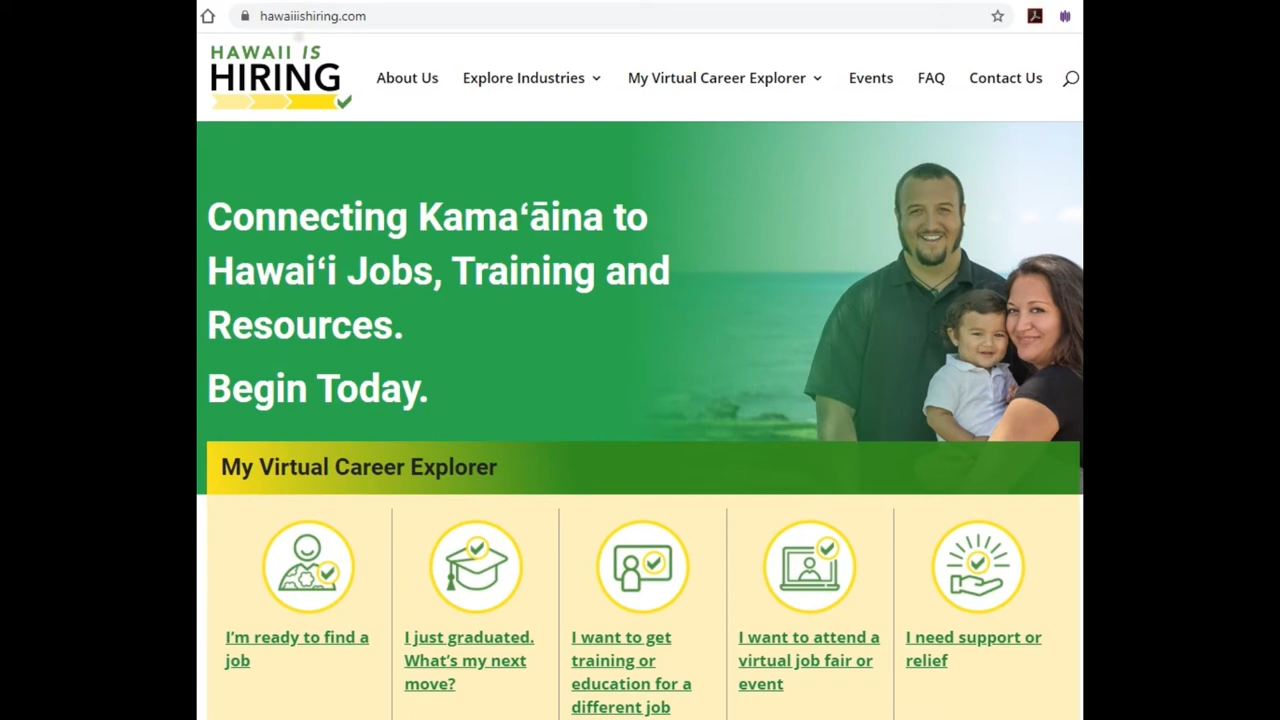 hawaiiishiring.com
HAWAII IS
HIRING
About Us Explore Industries My Virtual Career Explorer Events FAQ Contact Us
Connecting Kamaʻāina to
Hawaiʻi Jobs, Training and
Resources.
Begin Today.
My Virtual Career Explorer
I’m ready to find a
job
I just graduated.
What’s my next
move?
I want to get
training or
education for a
different job
I want to attend a
virtual job fair or
event
I need support or
relief